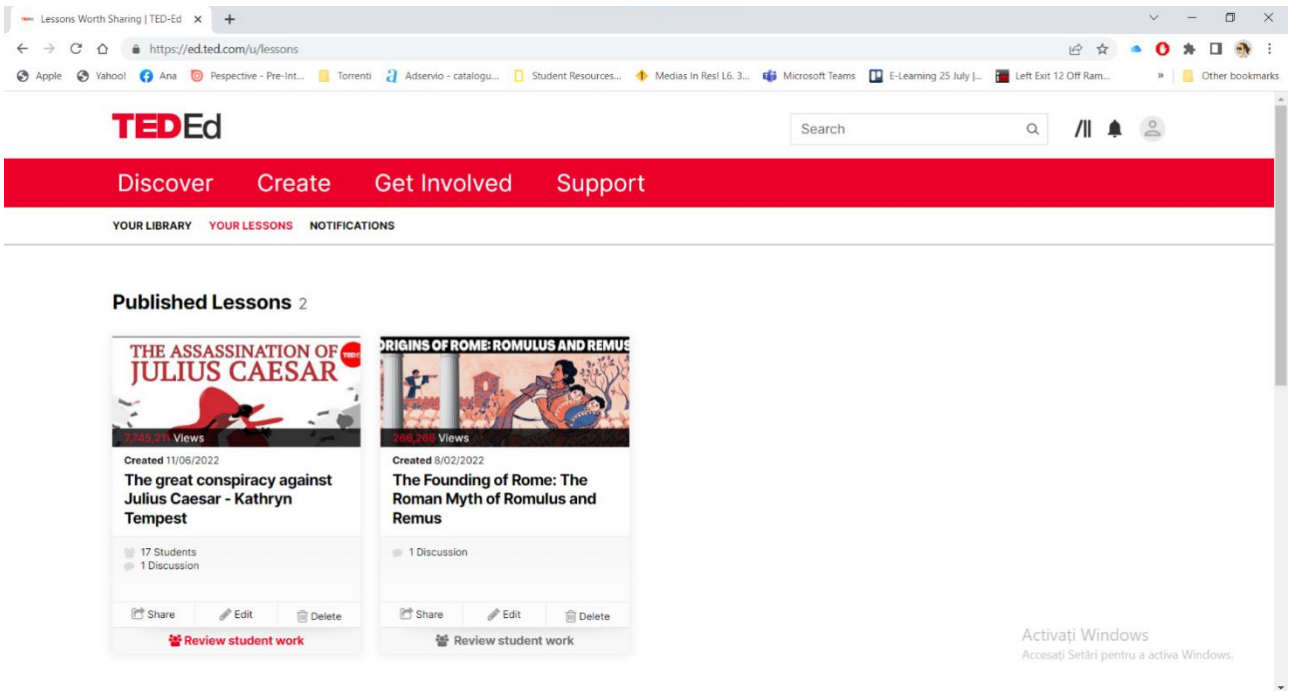 Lessons Worth Sharing | TED-Ed
https://ed.ted.com/u/lessons
Apple Yahoo! Ana Pespective - Pre-Int... Torrenti Adservio - catalogu... Student Resources... Medias In Res! L6. 3... Microsoft Teams E-Learning 25 July |... Left Exit 12 Off Ram... » Other bookmarks
TEDEd
Search
Discover Create Get Involved Support
YOUR LIBRARY YOUR LESSONS NOTIFICATIONS
Published Lessons 2
THE ASSASSINATION OF
JULIUS CAESAR
7,745,211 Views
Created 11/06/2022
The great conspiracy against
Julius Caesar - Kathryn
Tempest
17 Students
1 Discussion
Share Edit Delete
Review student work
ORIGINS OF ROME: ROMULUS AND REMUS
266,266 Views
Created 8/02/2022
The Founding of Rome: The
Roman Myth of Romulus and
Remus
1 Discussion
Share Edit Delete
Review student work
Activați Windows
Accesați Setări pentru a activa Windows.